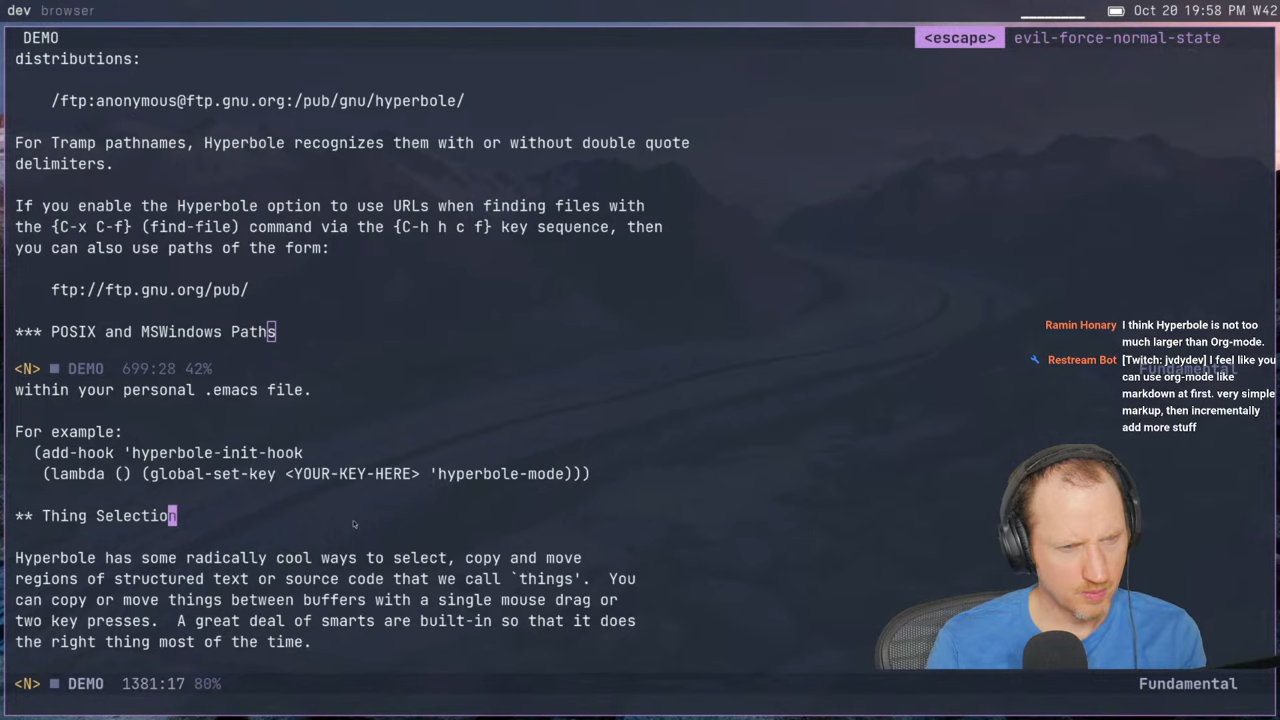 dev browser
Oct 20 19:58 PM W42
DEMO
<escape> evil-force-normal-state
distributions:
/ftp:anonymous@ftp.gnu.org:/pub/gnu/hyperbole/
For Tramp pathnames, Hyperbole recognizes them with or without double quote
delimiters.
If you enable the Hyperbole option to use URLs when finding files with
the {C-x C-f} (find-file) command via the {C-h h c f} key sequence, then
you can also use paths of the form:
ftp://ftp.gnu.org/pub/
*** POSIX and MSWindows Paths
<N> DEMO 699:28 42%
Fundamental
within your personal .emacs file.
For example:
(add-hook 'hyperbole-init-hook
(lambda () (global-set-key <YOUR-KEY-HERE> 'hyperbole-mode)))
** Thing Selection
Hyperbole has some radically cool ways to select, copy and move
regions of structured text or source code that we call `things'. You
can copy or move things between buffers with a single mouse drag or
two key presses. A great deal of smarts are built-in so that it does
the right thing most of the time.
<N> DEMO 1381:17 80%
Fundamental
Ramin Honary I think Hyperbole is not too
much larger than Org-mode.
Restream Bot [Twitch: jvdydev] I feel like you
can use org-mode like
markdown at first. very simple
markup, then incrementally
add more stuff